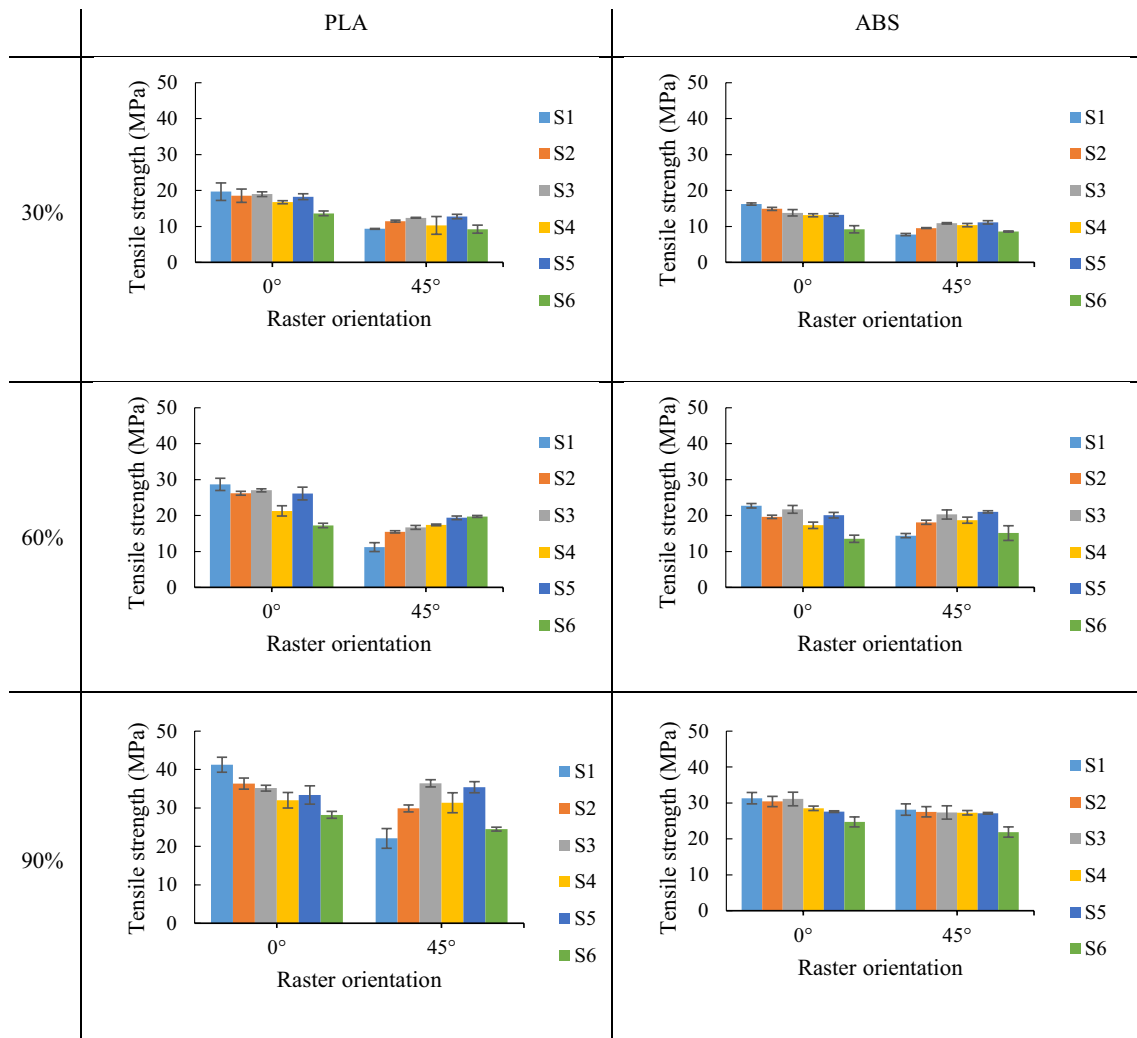 PLA ABS
30%
Tensile strength (MPa)
50
40
30
20
10
0
0° 45°
Raster orientation
S1
S2
S3
S4
S5
S6
Tensile strength (MPa)
50
40
30
20
10
0
0° 45°
Raster orientation
S1
S2
S3
S4
S5
S6
60%
Tensile strength (MPa)
50
40
30
20
10
0
0° 45°
Raster orientation
S1
S2
S3
S4
S5
S6
Tensile strength (MPa)
50
40
30
20
10
0
0° 45°
Raster orientation
S1
S2
S3
S4
S5
S6
90%
Tensile strength (MPa)
50
40
30
20
10
0
0° 45°
Raster orientation
S1
S2
S3
S4
S5
S6
Tensile strength (MPa)
50
40
30
20
10
0
0° 45°
Raster orientation
S1
S2
S3
S4
S5
S6